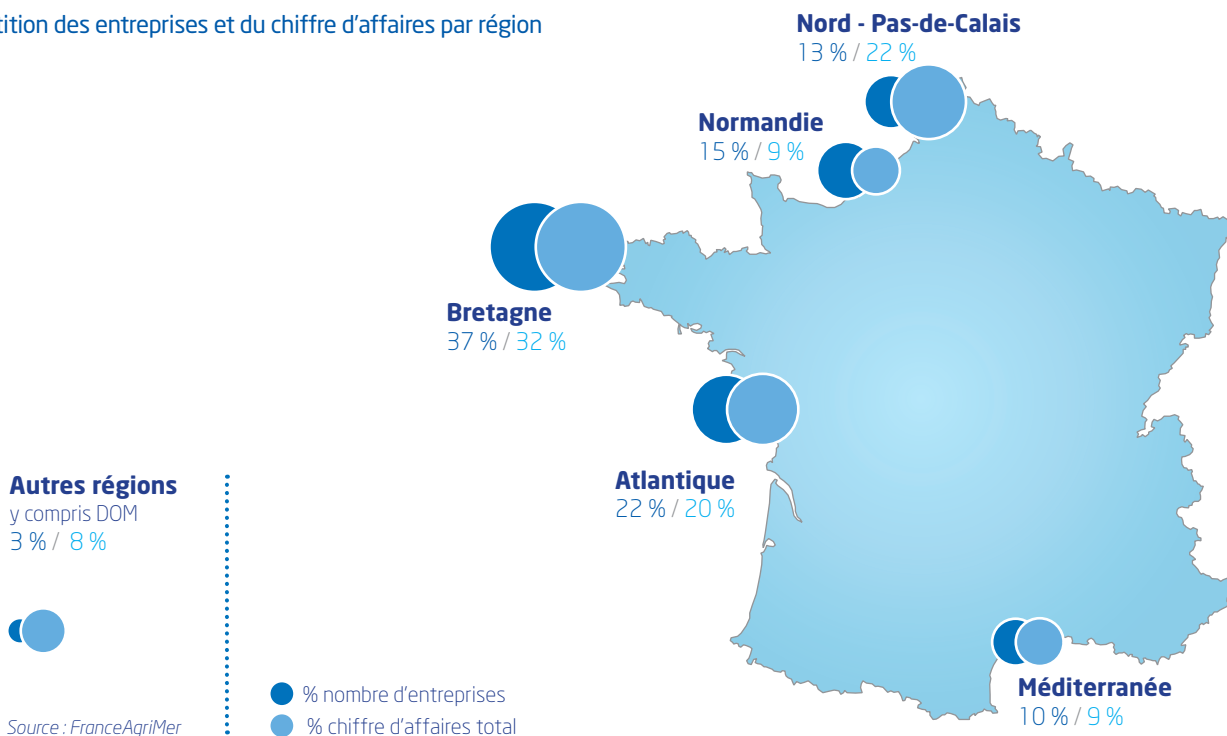 des entreprises et du chiffre d'affaires par région
Nord - Pas-de-Calais
13 % / 22 %
Normandie
15 % / 9 %
Bretagne
37 % / 32 %
Atlantique
22 % / 20 %
Autres régions
y compris DOM
3 % / 8 %
Méditerranée
10 % / 9 %
% nombre d'entreprises
% chiffre d'affaires total
Source : FranceAgriMer